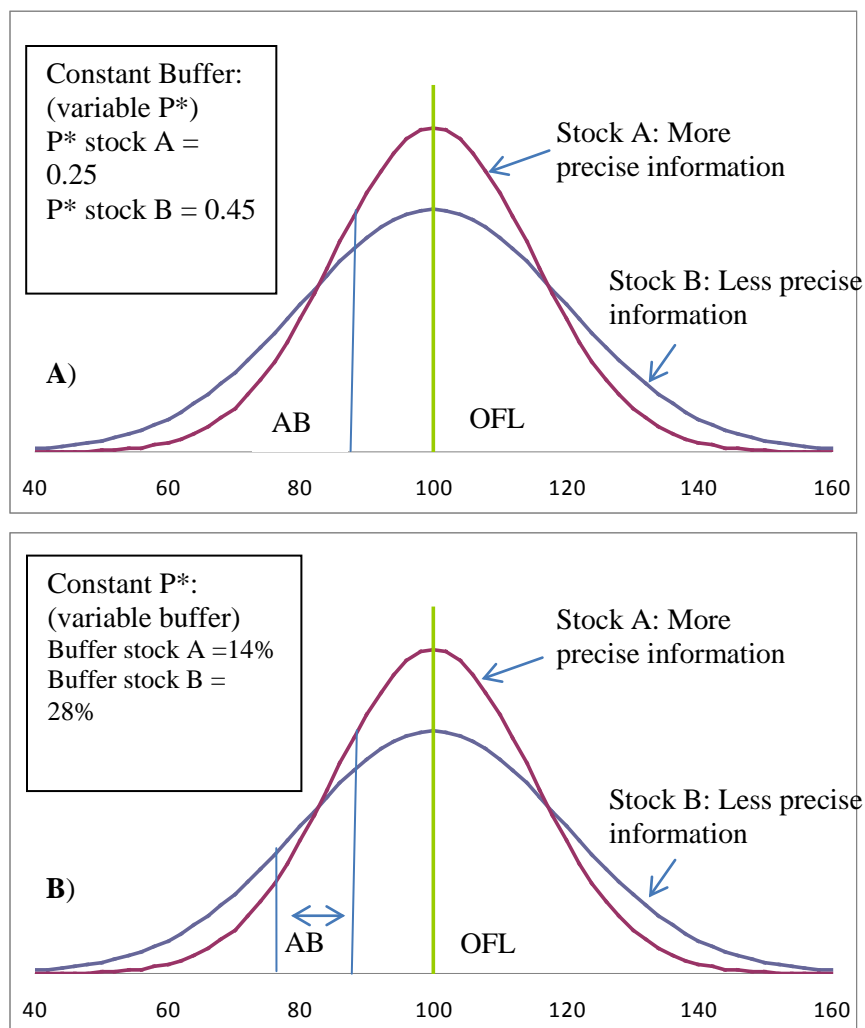 Constant Buffer:
(variable P*)
P* stock A =
0.25
P* stock B = 0.45
Stock A: More
precise information
Stock B: Less precise
information
A)
AB
OFL
40 60 80 100 120 140 160
Constant P*:
(variable buffer)
Buffer stock A =14%
Buffer stock B =
28%
Stock A: More
precise information
Stock B: Less precise
information
B)
AB
OFL
40 60 80 100 120 140 160